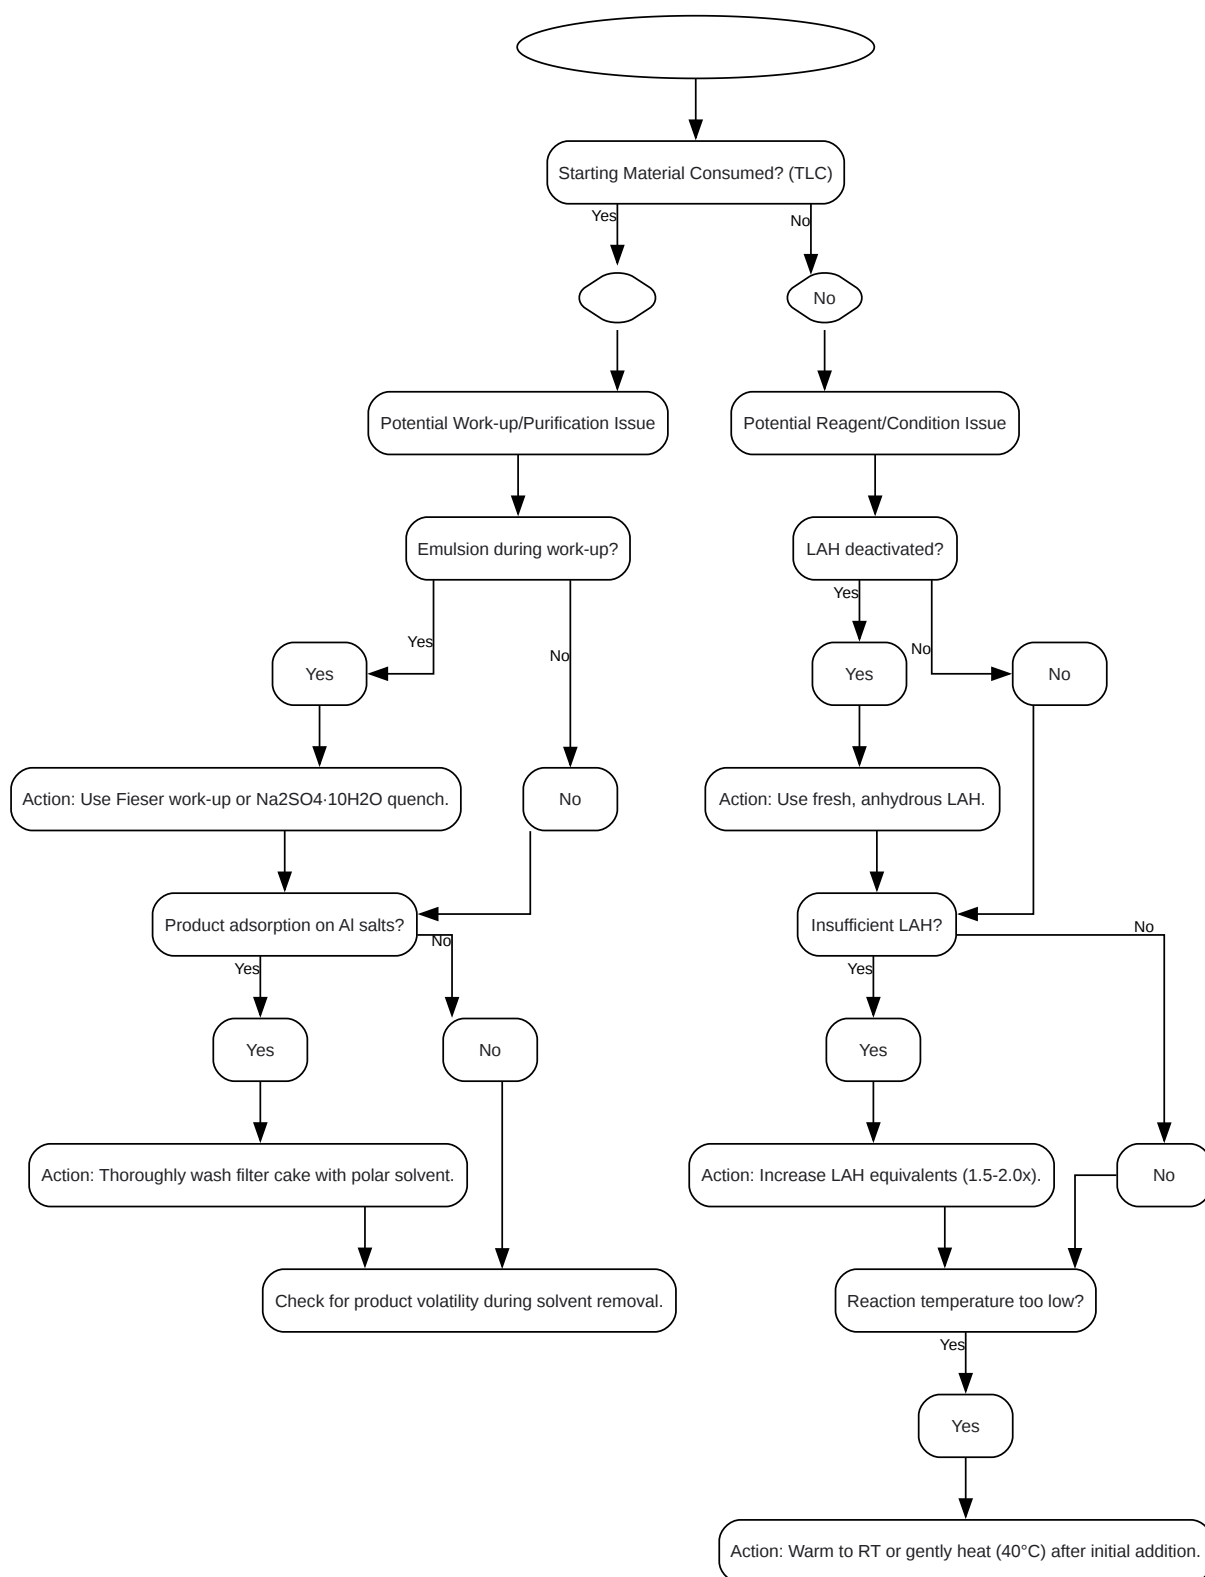 Starting Material Consumed? (TLC)
Yes
No
No
Potential Work-up/Purification Issue
Potential Reagent/Condition Issue
Emulsion during work-up?
LAH deactivated?
Yes
No
Yes
No
Yes
Yes
No
Action: Use Fieser work-up or Na2SO4·10H2O quench.
No
Action: Use fresh, anhydrous LAH.
Product adsorption on Al salts?
Insufficient LAH?
No
No
Yes
Yes
Yes
No
Yes
Action: Thoroughly wash filter cake with polar solvent.
Action: Increase LAH equivalents (1.5-2.0x).
No
Check for product volatility during solvent removal.
Reaction temperature too low?
Yes
Yes
Action: Warm to RT or gently heat (40°C) after initial addition.